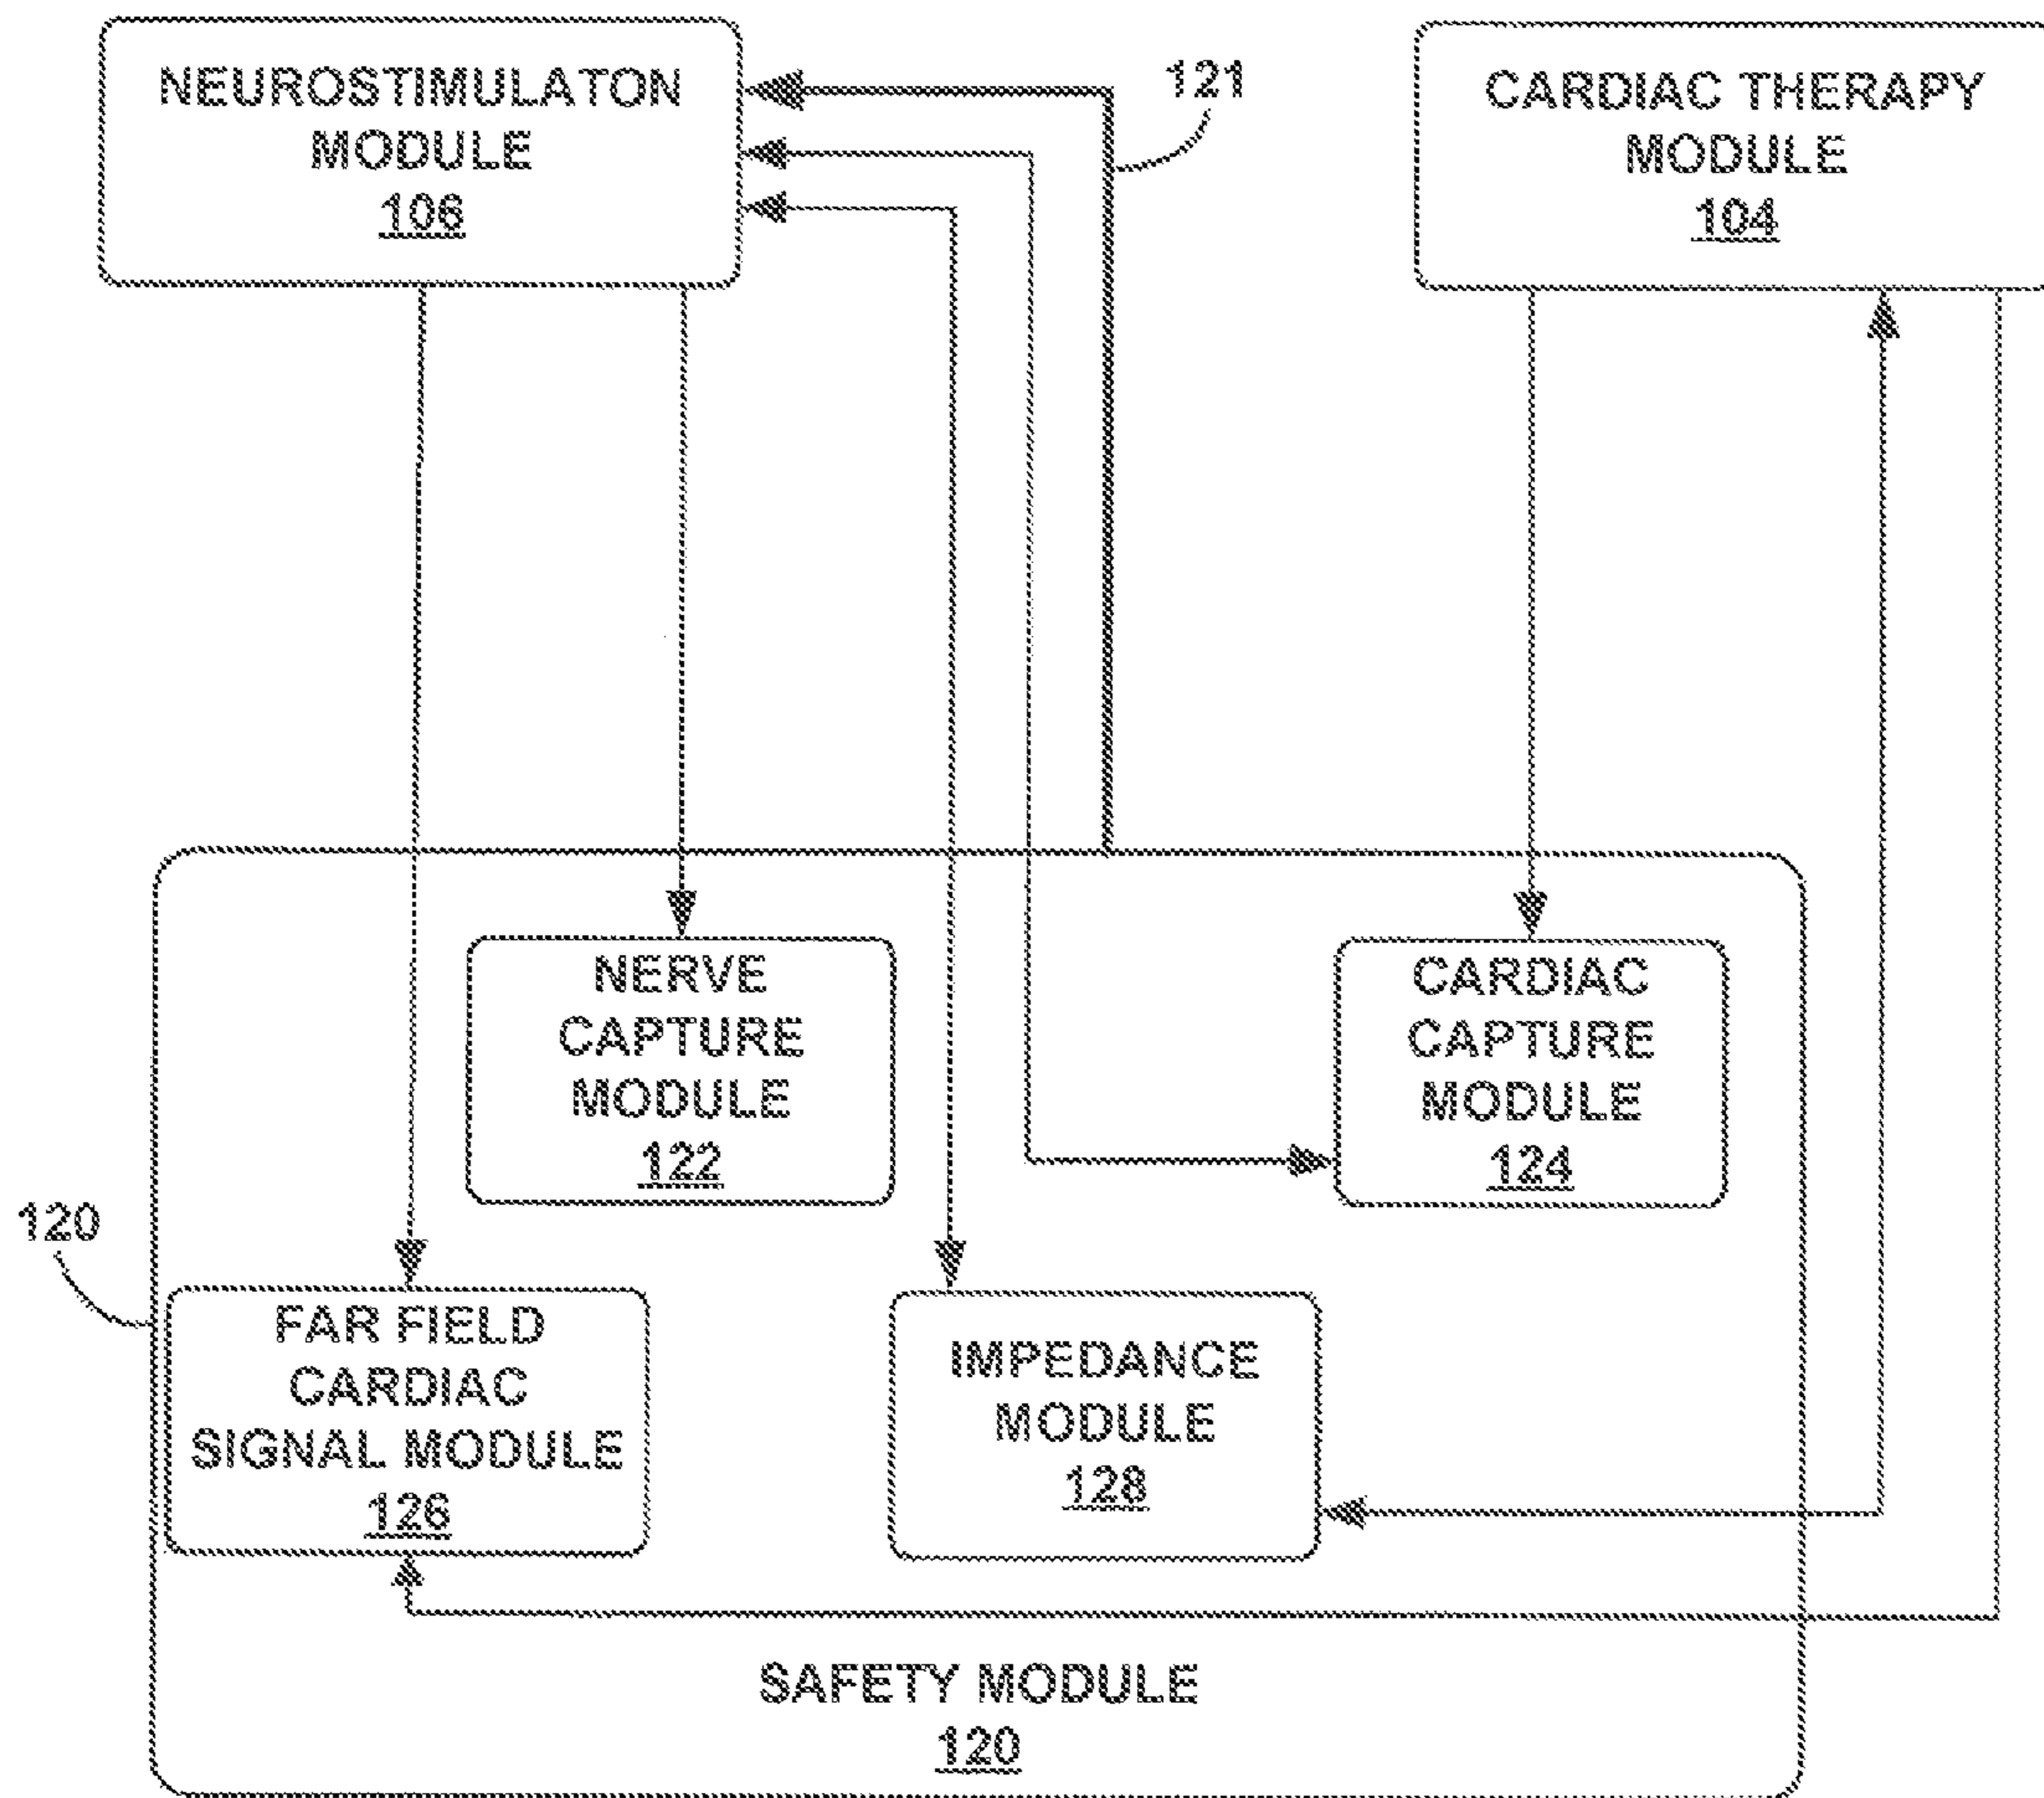 NEUROSTIMULATON
MODULE
106
121
CARDIAC THERAPY
MODULE
104
NERVE
CAPTURE
MODULE
122
CARDIAC
CAPTURE
MODULE
124
120
FAR FIELD
CARDIAC
SIGNAL MODULE
126
IMPEDANCE
MODULE
128
SAFETY MODULE
120